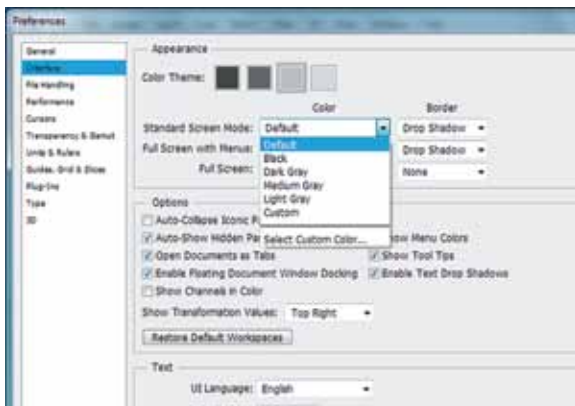 Preferences
General
Interface
File Handling
Performance
Cursors
Transparency & Gamut
Units & Rulers
Guides, Grid & Slices
Plug-Ins
Type
3D
Appearance
Color Theme:
Color Border
Standard Screen Mode: Default Drop Shadow
Full Screen with Menus: Drop Shadow
Full Screen: None
Default
Black
Dark Gray
Medium Gray
Light Gray
Custom
Select Custom Color...
Options
Auto-Collapse Iconic P
Auto-Show Hidden Pa ow Menu Colors
Open Documents as Tabs Show Tool Tips
Enable Floating Document Window Docking Enable Text Drop Shadows
Show Channels in Color
Show Transformation Values: Top Right
Restore Default Workspaces
Text
UI Language: English